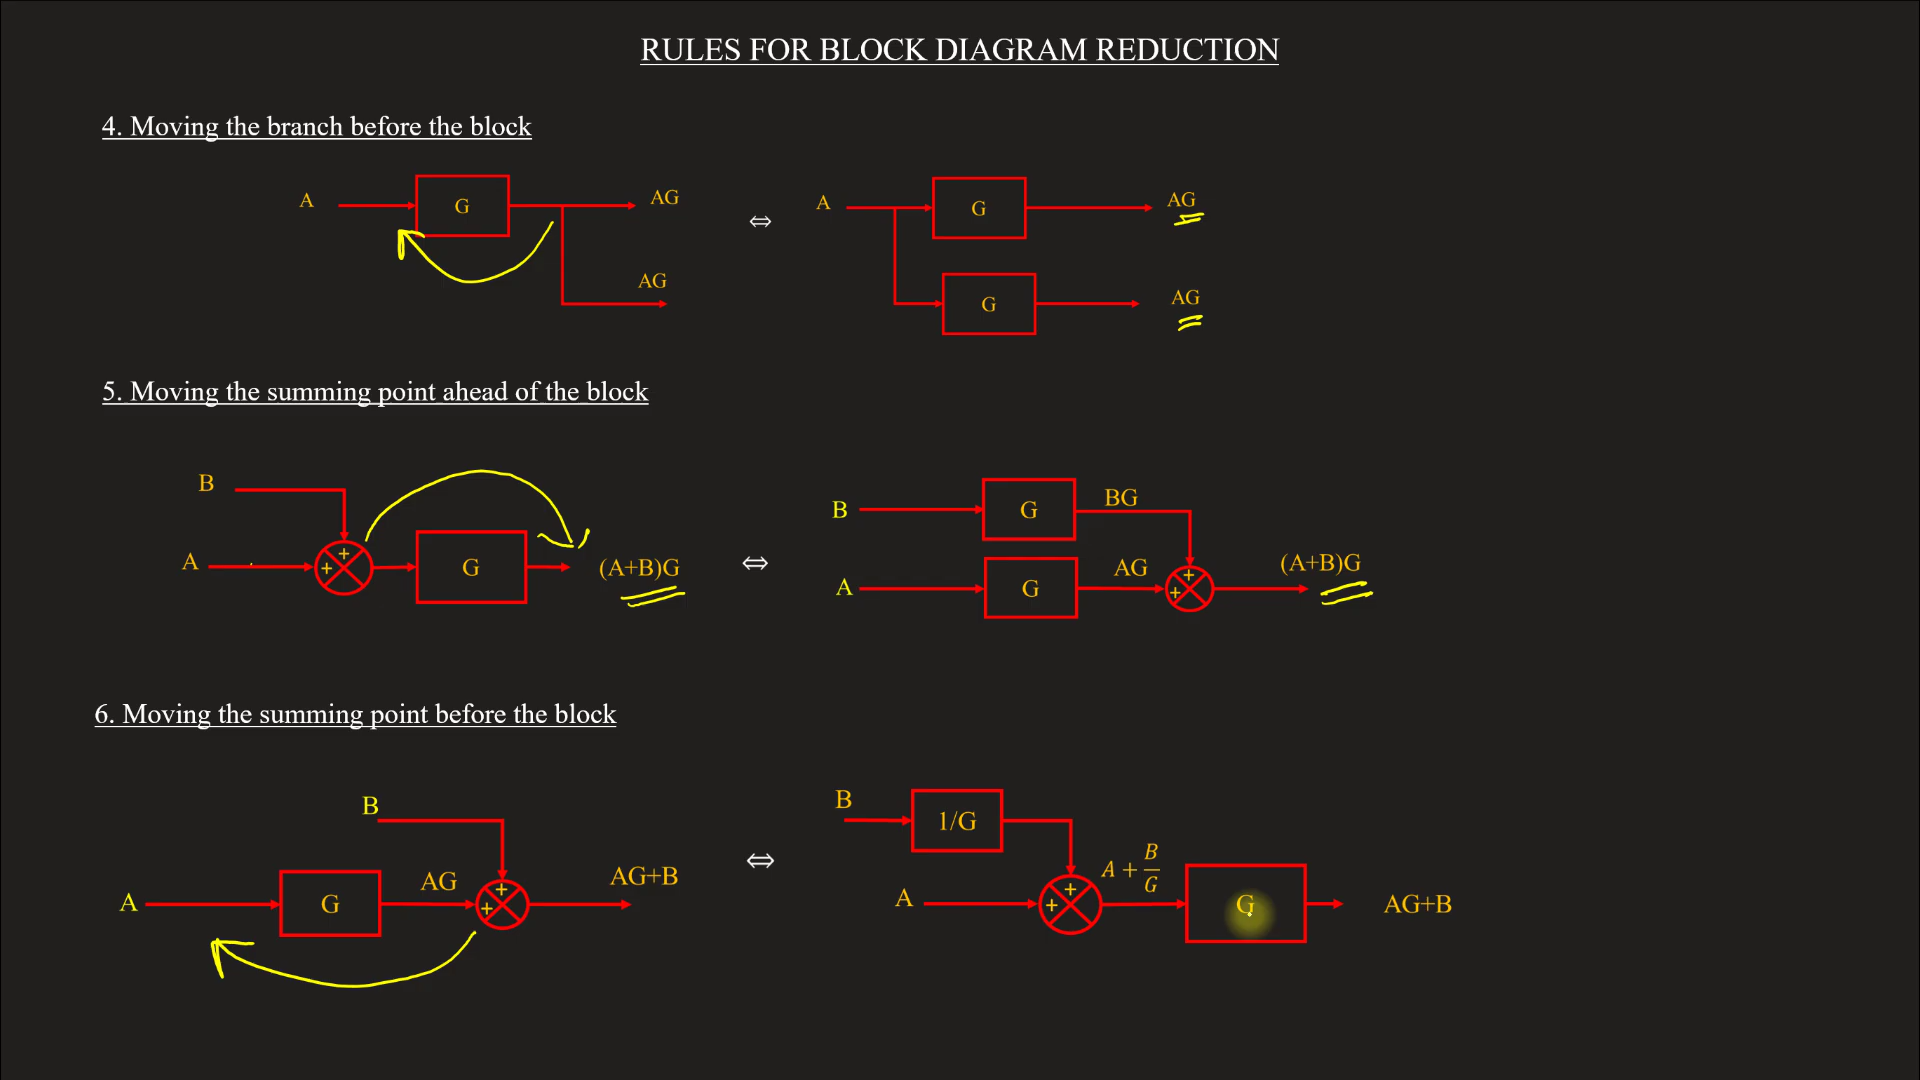 RULES FOR BLOCK DIAGRAM REDUCTION
4. Moving the branch before the block
A
G
AG
AG
⇔
A
G
AG
G
AG
5. Moving the summing point ahead of the block
B
A
+
+
G
(A+B)G
⇔
B
G
BG
A
G
AG
+
+
(A+B)G
6. Moving the summing point before the block
B
A
G
AG
+
+
AG+B
⇔
B
1/G
A
+
+
A + B/G
G
AG+B